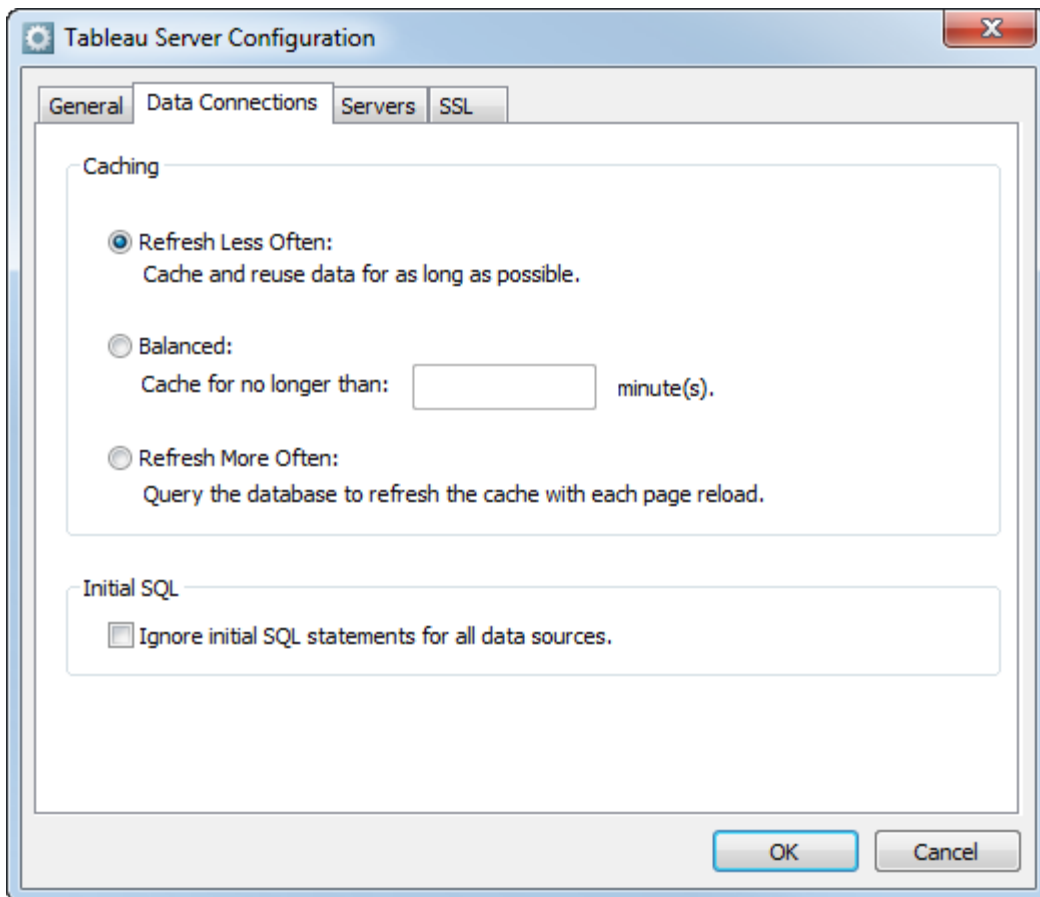 Tableau Server Configuration
General Data Connections Servers SSL
Caching
Refresh Less Often:
Cache and reuse data for as long as possible.
Balanced:
Cache for no longer than: minute(s).
Refresh More Often:
Query the database to refresh the cache with each page reload.
Initial SQL
Ignore initial SQL statements for all data sources.
OK Cancel